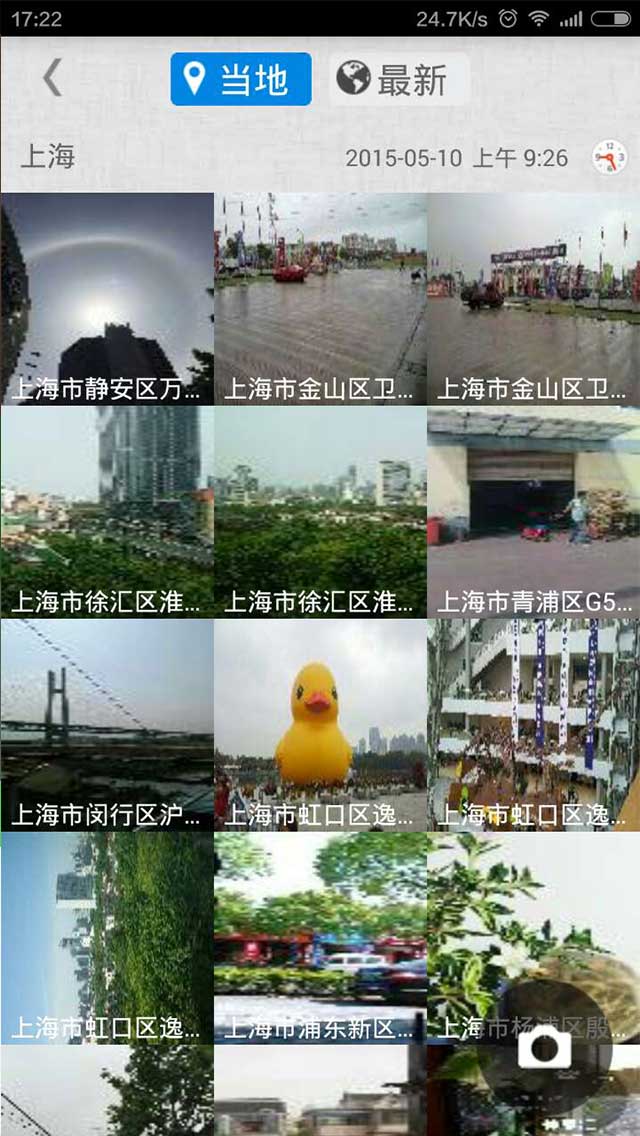 17:22
24.7K/s
当地
最新
上海
2015-05-10 上午 9:26
上海市静安区万...
上海市金山区卫...
上海市金山区卫...
上海市徐汇区淮...
上海市徐汇区淮...
上海市青浦区G5...
上海市闵行区沪...
上海市虹口区逸...
上海市虹口区逸...
上海市虹口区逸...
上海市浦东新区...
上海市杨浦区殷...